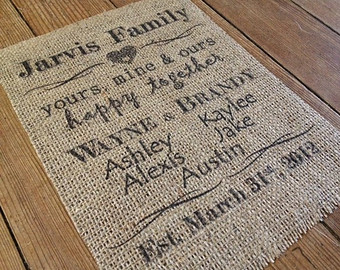 Jarvis Family
yours, mine & ours
happy together
WAYNE & BRANDY
Ashley Kaylee
Alexis Jake
Austin
Est. March 31st, 2012